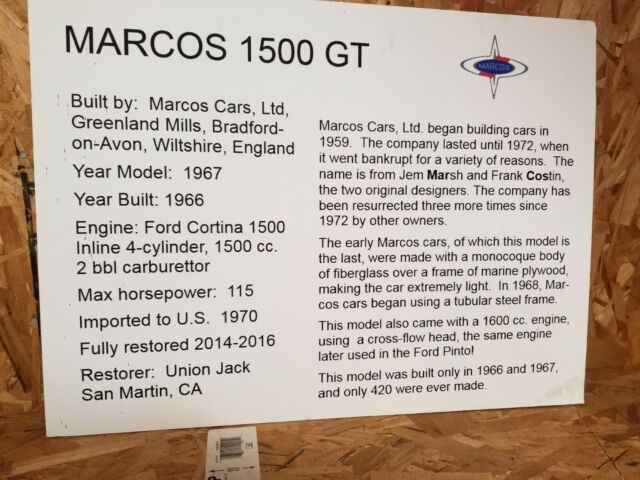 MARCOS 1500 GT
MARCOS
Built by: Marcos Cars, Ltd,
Greenland Mills, Bradford-
on-Avon, Wiltshire, England
Year Model: 1967
Year Built: 1966
Engine: Ford Cortina 1500
Inline 4-cylinder, 1500 cc.
2 bbl carburettor
Max horsepower: 115
Imported to U.S. 1970
Fully restored 2014-2016
Restorer: Union Jack
San Martin, CA
Marcos Cars, Ltd. began building cars in
1959. The company lasted until 1972, when
it went bankrupt for a variety of reasons. The
name is from Jem Marsh and Frank Costin,
the two original designers. The company has
been resurrected three more times since
1972 by other owners.
The early Marcos cars, of which this model is
the last, were made with a monocoque body
of fiberglass over a frame of marine plywood,
making the car extremely light. In 1968, Mar-
cos cars began using a tubular steel frame.
This model also came with a 1600 cc. engine,
using a cross-flow head, the same engine
later used in the Ford Pinto!
This model was built only in 1966 and 1967,
and only 420 were ever made.